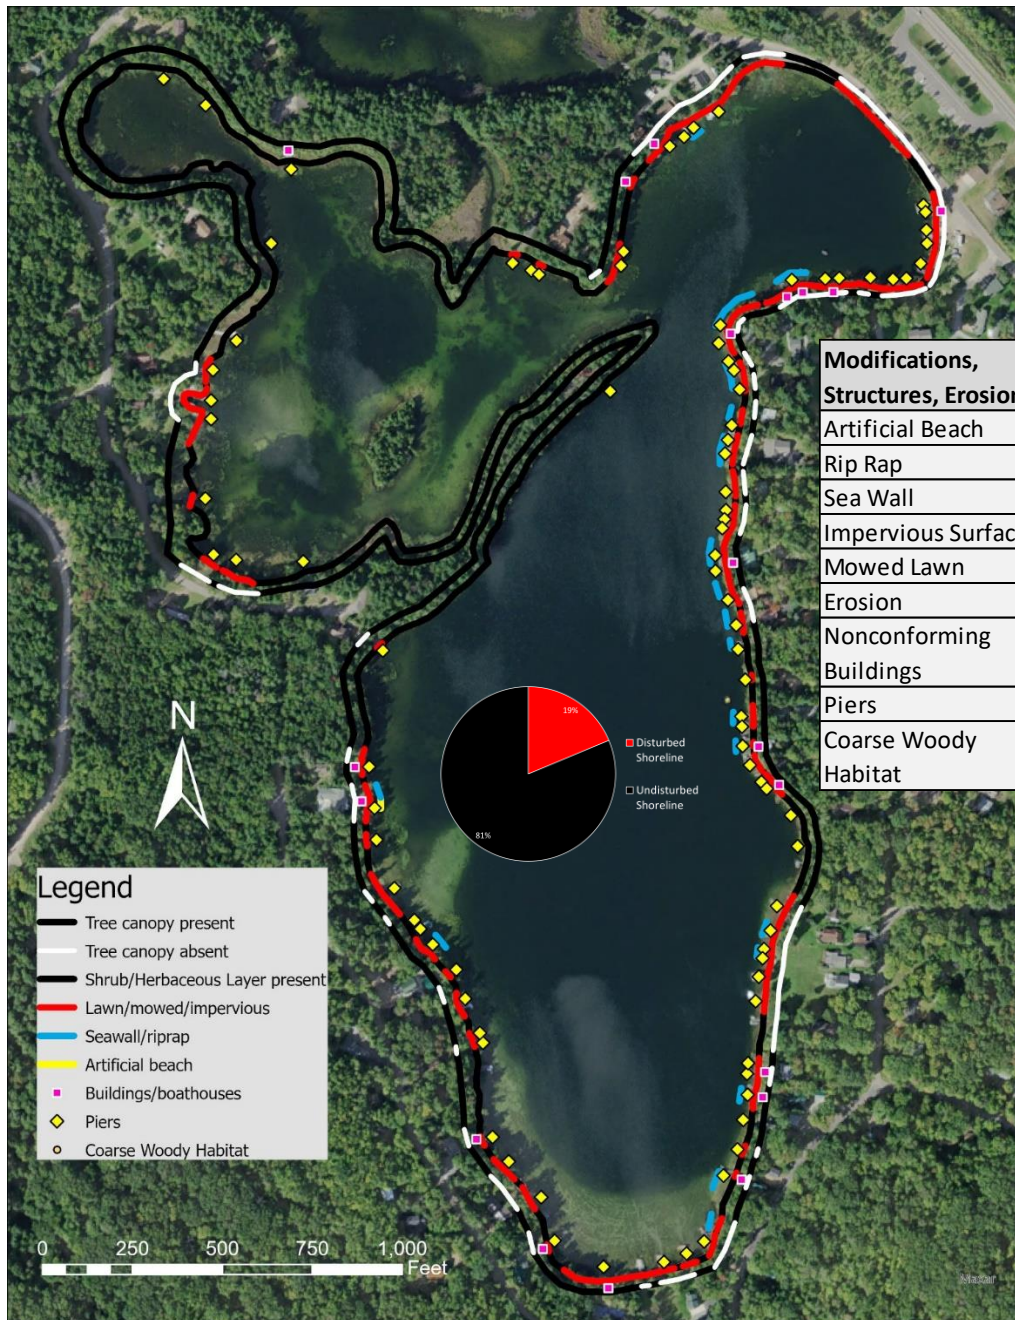 Modifications,
Structures, Erosion
Artificial Beach
Rip Rap
Sea Wall
Impervious Surfac
Mowed Lawn
Erosion
Nonconforming
Buildings
Piers
Coarse Woody
Habitat
N
19%
81%
Disturbed
Shoreline
Undisturbed
Shoreline
Legend
Tree canopy present
Tree canopy absent
Shrub/Herbaceous Layer present
Lawn/mowed/impervious
Seawall/riprap
Artificial beach
Buildings/boathouses
Piers
Coarse Woody Habitat
0 250 500 750 1,000
Feet
Maxar